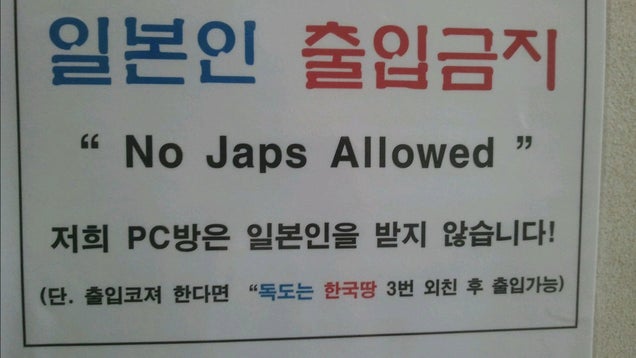 일본인 출입금지
“ No Japs Allowed ”
저희 PC방은 일본인을 받지 않습니다!
(단. 출입코져 한다면 “독도는 한국땅 3번 외친 후 출입가능)